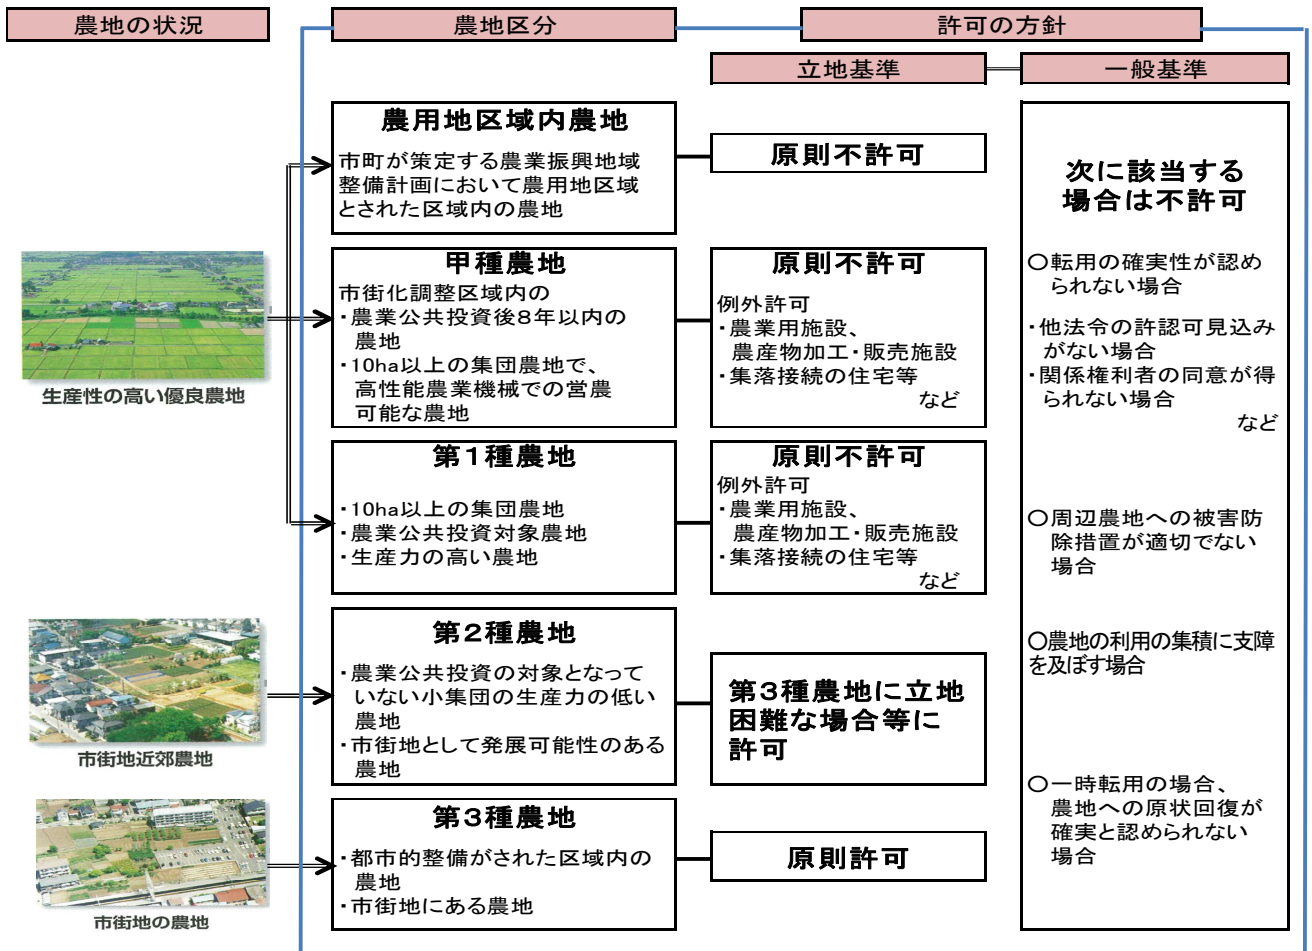 農地の状況
農地区分
許可の方針
立地基準
一般基準
農用地区域内農地
市町が策定する農業振興地域
整備計画において農用地区域
とされた区域内の農地
原則不許可
甲種農地
市街化調整区域内の
・農業公共投資後8年以内の
農地
・10ha以上の集団農地で、
高性能農業機械での営農
可能な農地
原則不許可
例外許可
・農業用施設、
農産物加工・販売施設
・集落接続の住宅等
など
生産性の高い優良農地
第1種農地
・10ha以上の集団農地
・農業公共投資対象農地
・生産力の高い農地
原則不許可
例外許可
・農業用施設、
農産物加工・販売施設
・集落接続の住宅等
など
第2種農地
・農業公共投資の対象となって
いない小集団の生産力の低い
農地
・市街地として発展可能性のある
農地
第3種農地に立地
困難な場合等に
許可
市街地近郊農地
第3種農地
・都市的整備がされた区域内の
農地
・市街地にある農地
原則許可
市街地の農地
次に該当する
場合は不許可
○転用の確実性が認め
られない場合
・他法令の許認可見込み
がない場合
・関係権利者の同意が得
られない場合
など
○周辺農地への被害防
除措置が適切でない
場合
○農地の利用の集積に支障
を及ぼす場合
○一時転用の場合、
農地への原状回復が
確実と認められない
場合